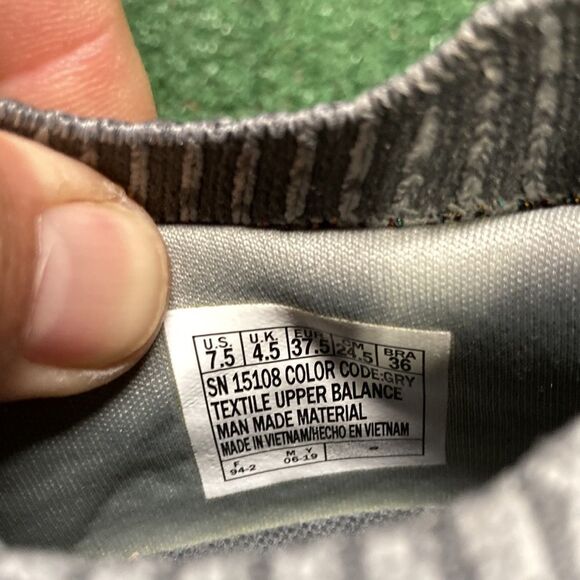 U.S. U.K. EUR CM BRA
7.5 4.5 37.5 24.5 36
SN 15108 COLOR CODE:GRY
TEXTILE UPPER BALANCE
MAN MADE MATERIAL
MADE IN VIETNAM/HECHO EN VIETNAM
F M Y
94-2 06-19